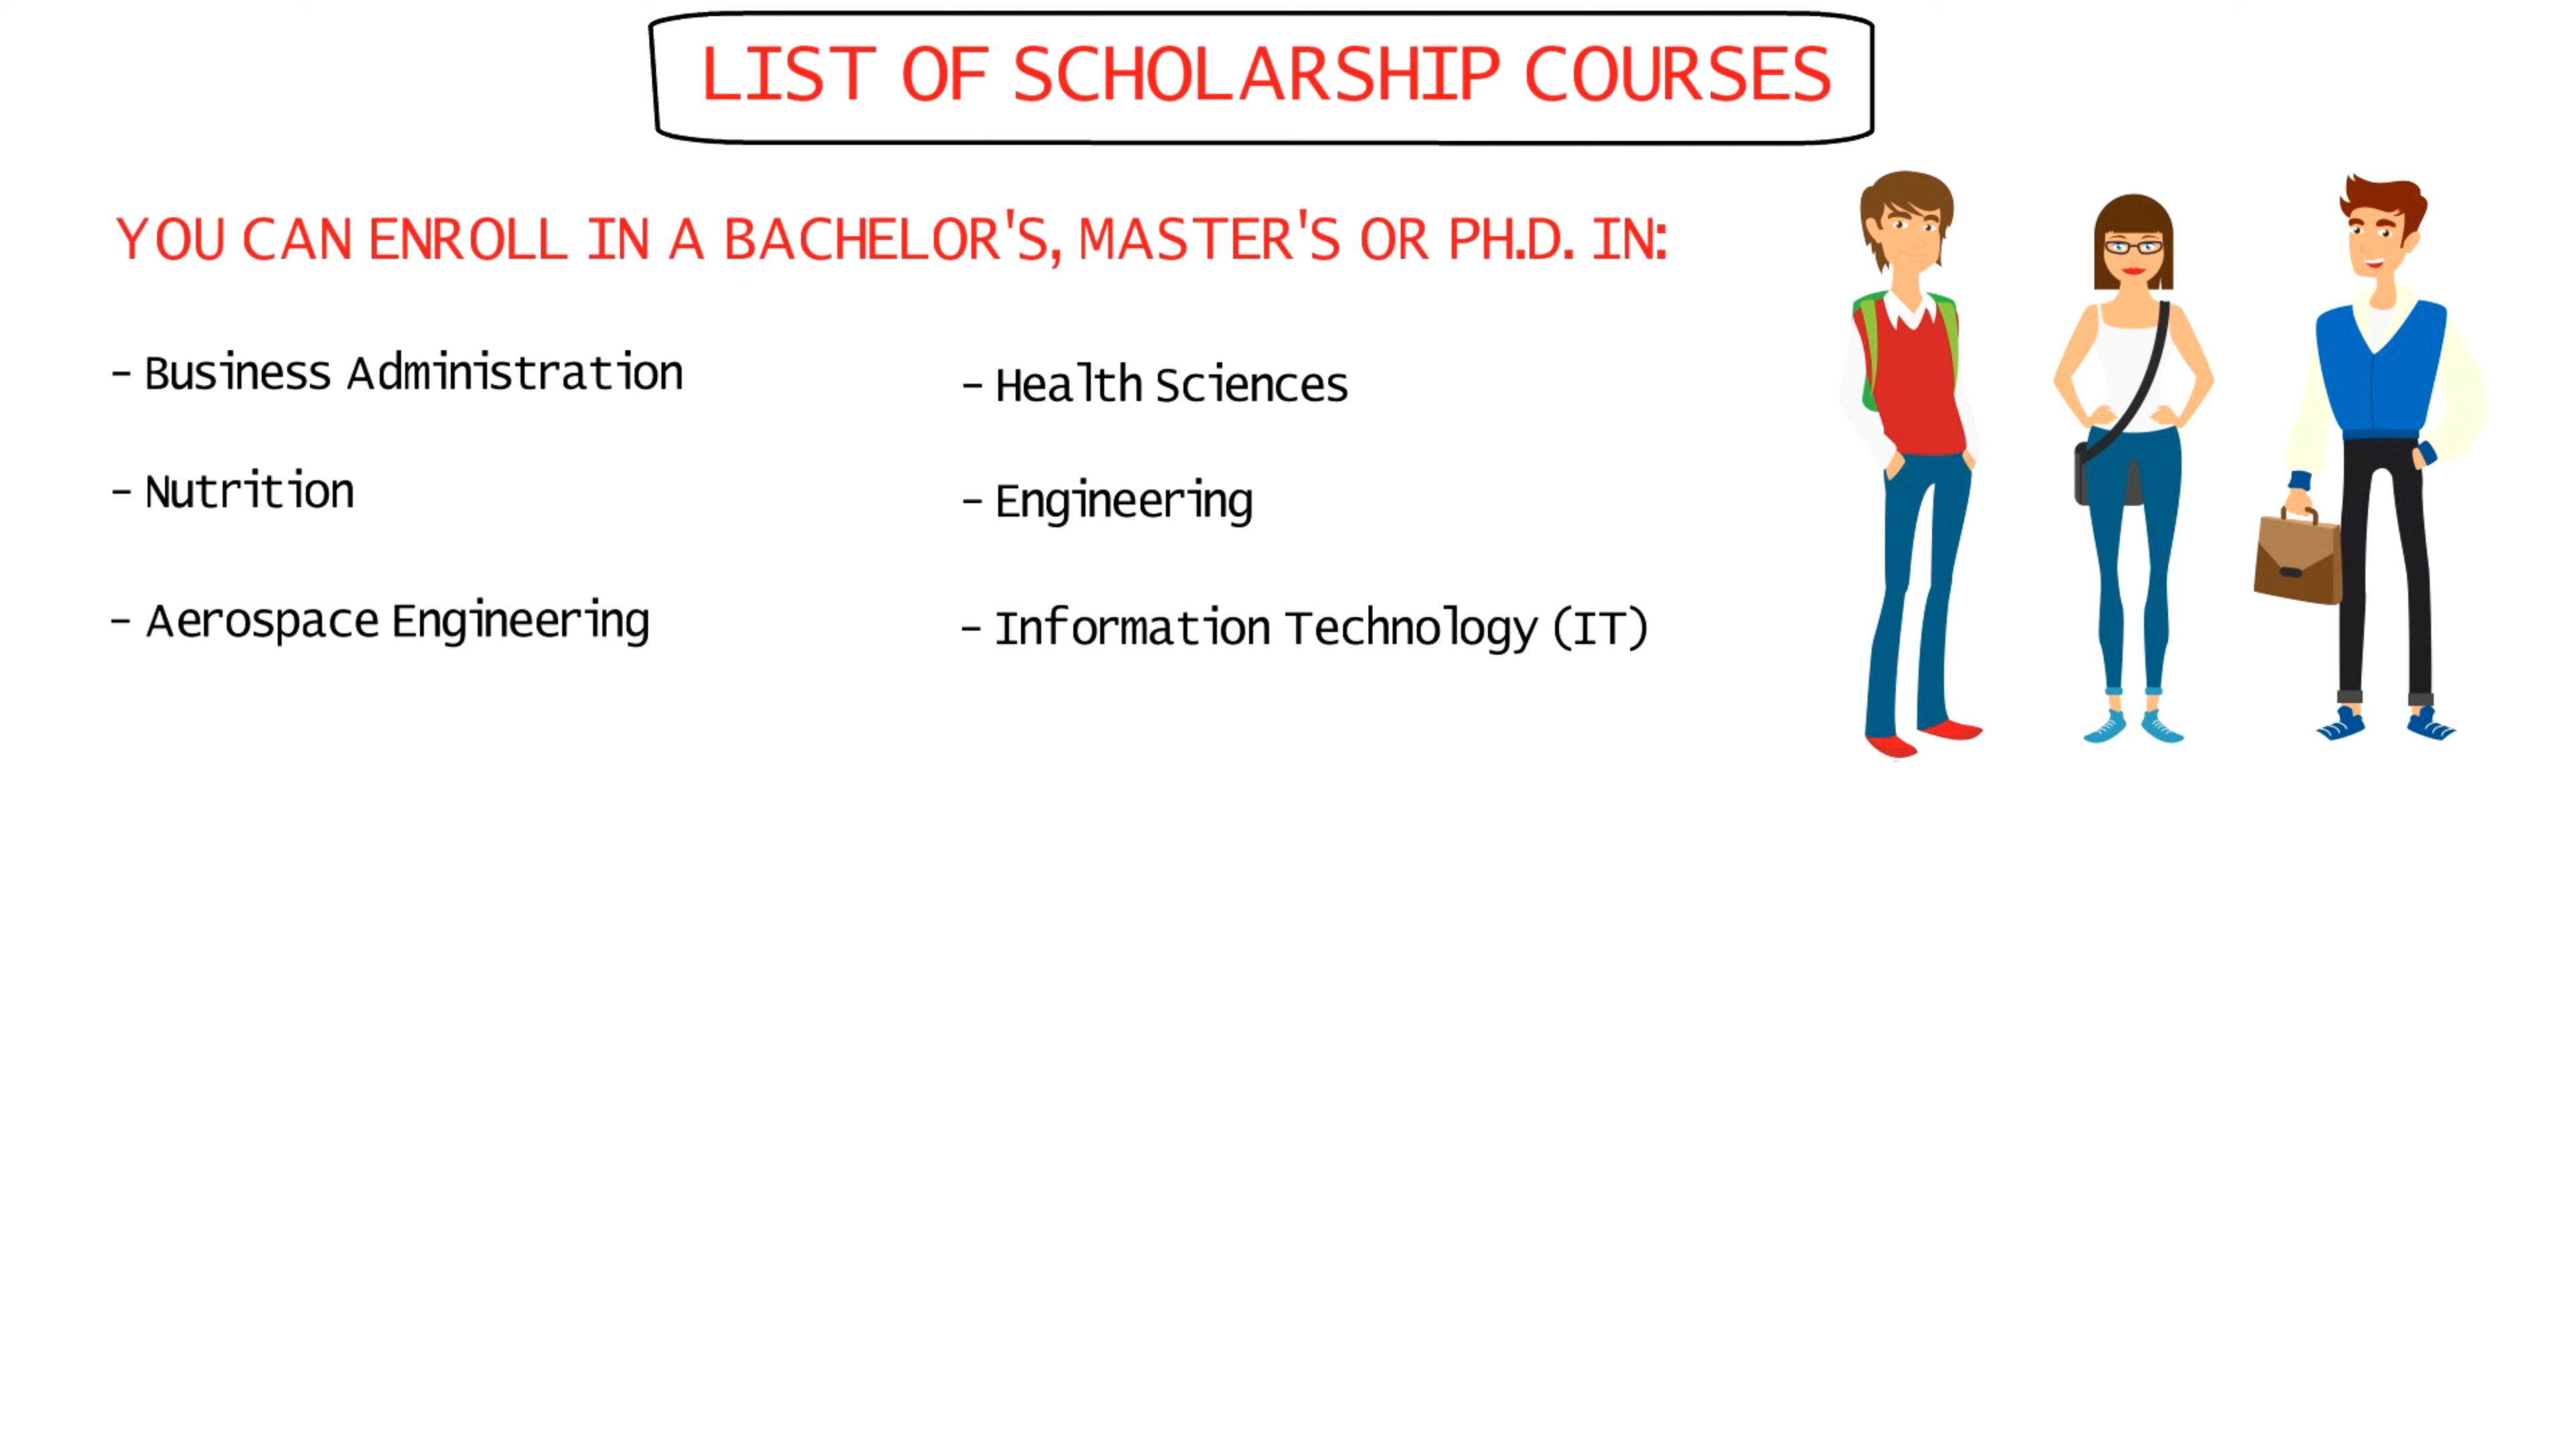 LIST OF SCHOLARSHIP COURSES
YOU CAN ENROLL IN A BACHELOR'S, MASTER'S OR PH.D. IN:
- Business Administration
- Nutrition
- Aerospace Engineering
- Health Sciences
- Engineering
- Information Technology (IT)